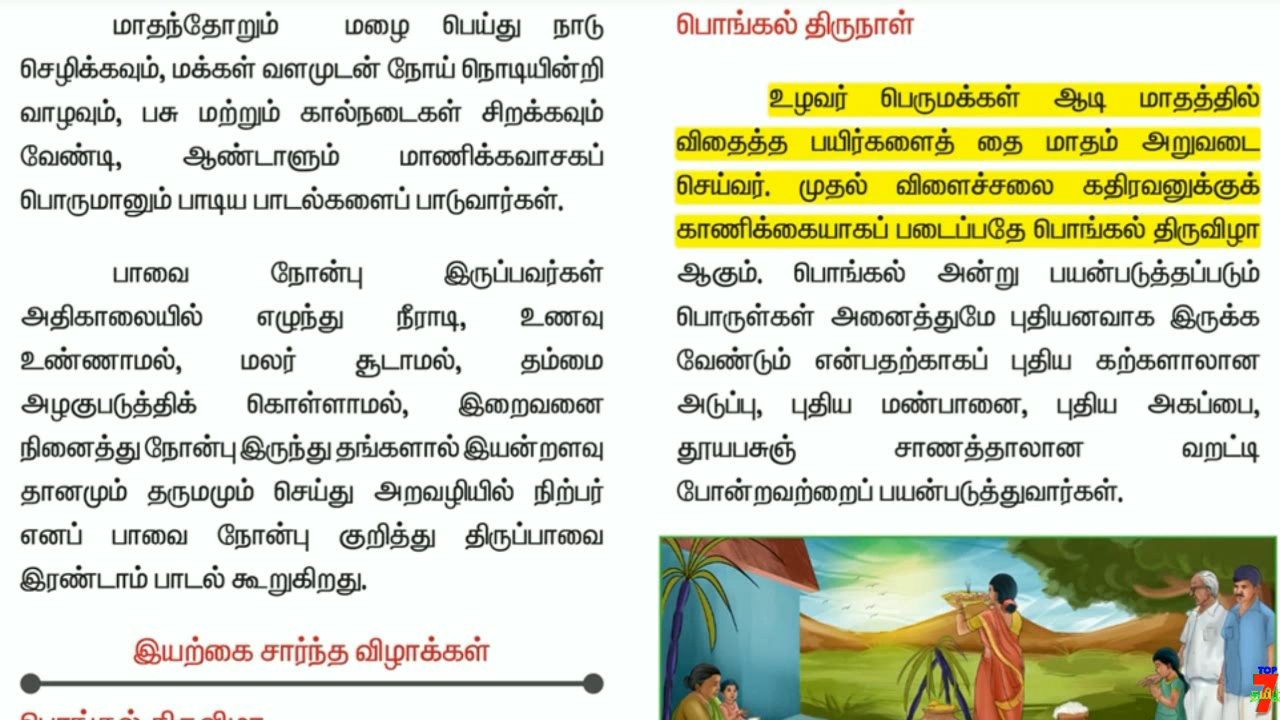 மாதந்தோறும் மழை பெய்து நாடு
செழிக்கவும், மக்கள் வளமுடன் நோய் நொடியின்றி
வாழவும், பசு மற்றும் கால்நடைகள் சிறக்கவும்
வேண்டி, ஆண்டாளும் மாணிக்கவாசகப்
பொருமானும் பாடிய பாடல்களைப் பாடுவார்கள்.
பாவை நோன்பு இருப்பவர்கள்
அதிகாலையில் எழுந்து நீராடி, உணவு
உண்ணாமல், மலர் சூடாமல், தம்மை
அழகுபடுத்திக் கொள்ளாமல், இறைவனை
நினைத்து நோன்பு இருந்து தங்களால் இயன்றளவு
தானமும் தருமமும் செய்து அறவழியில் நிற்பர்
எனப் பாவை நோன்பு குறித்து திருப்பாவை
இரண்டாம் பாடல் கூறுகிறது.
இயற்கை சார்ந்த விழாக்கள்
பொங்கல் திருவிழா
பொங்கல் திருநாள்
உழவர் பெருமக்கள் ஆடி மாதத்தில்
விதைத்த பயிர்களைத் தை மாதம் அறுவடை
செய்வர். முதல் விளைச்சலை கதிரவனுக்குக்
காணிக்கையாகப் படைப்பதே பொங்கல் திருவிழா
ஆகும். பொங்கல் அன்று பயன்படுத்தப்படும்
பொருள்கள் அனைத்துமே புதியனவாக இருக்க
வேண்டும் என்பதற்காகப் புதிய கற்களாலான
அடுப்பு, புதிய மண்பானை, புதிய அகப்பை,
தூயபசுஞ் சாணத்தாலான வறட்டி
போன்றவற்றைப் பயன்படுத்துவார்கள்.
TOP
7
தமிழ்